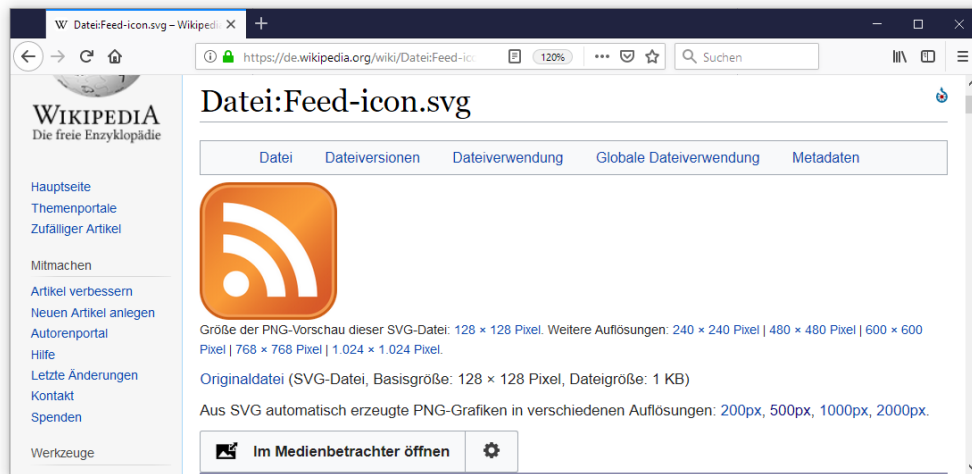 W Datei:Feed-icon.svg – Wikipedi
https://de.wikipedia.org/wiki/Datei:Feed-ic
120%
Suchen
WIKIPEDIA
Die freie Enzyklopädie
Hauptseite
Themenportale
Zufälliger Artikel
Mitmachen
Artikel verbessern
Neuen Artikel anlegen
Autorenportal
Hilfe
Letzte Änderungen
Kontakt
Spenden
Werkzeuge
Datei:Feed-icon.svg
Datei Dateiversionen Dateiverwendung Globale Dateiverwendung Metadaten
Größe der PNG-Vorschau dieser SVG-Datei: 128 × 128 Pixel. Weitere Auflösungen: 240 × 240 Pixel | 480 × 480 Pixel | 600 × 600
Pixel | 768 × 768 Pixel | 1.024 × 1.024 Pixel.
Originaldatei (SVG-Datei, Basisgröße: 128 × 128 Pixel, Dateigröße: 1 KB)
Aus SVG automatisch erzeugte PNG-Grafiken in verschiedenen Auflösungen: 200px, 500px, 1000px, 2000px.
Im Medienbetrachter öffnen